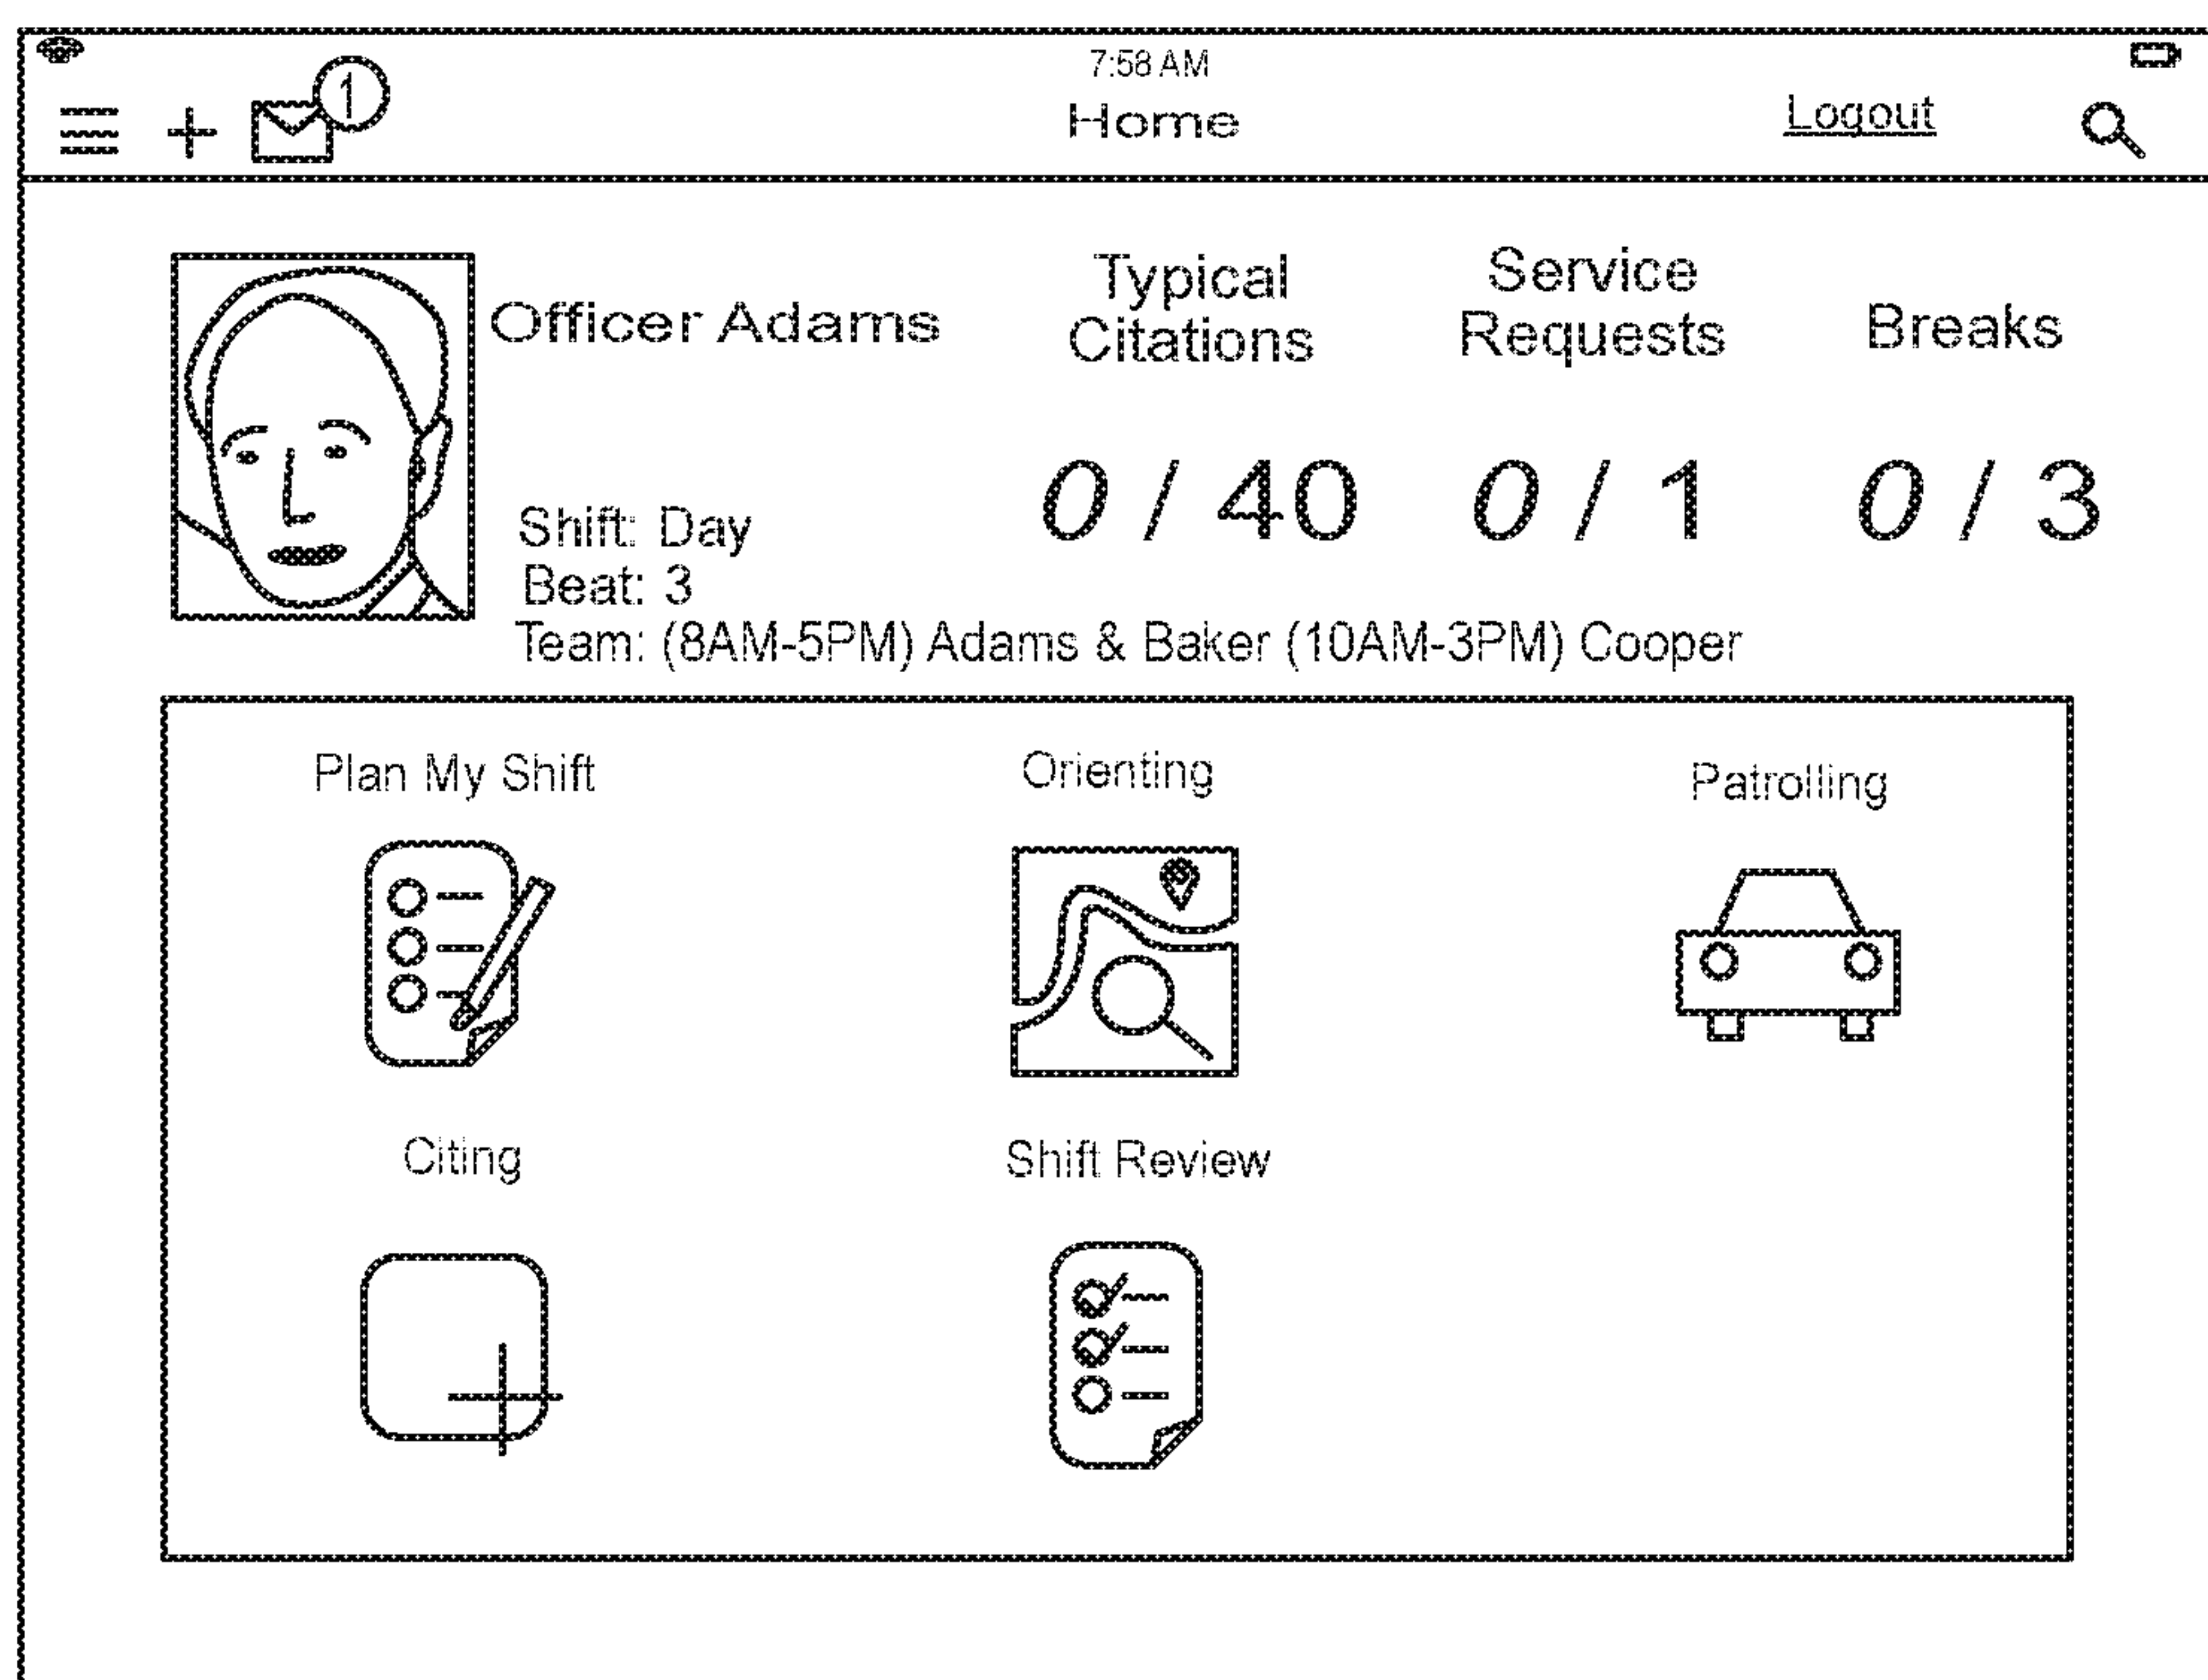 7:58 AM
1
Home
Logout
Officer Adams
Typical
Citations
Service
Requests
Breaks
0 / 40
0 / 1
0 / 3
Shift: Day
Beat: 3
Team: (8AM-5PM) Adams & Baker (10AM-3PM) Cooper
Plan My Shift
Orienting
Patrolling
Citing
Shift Review